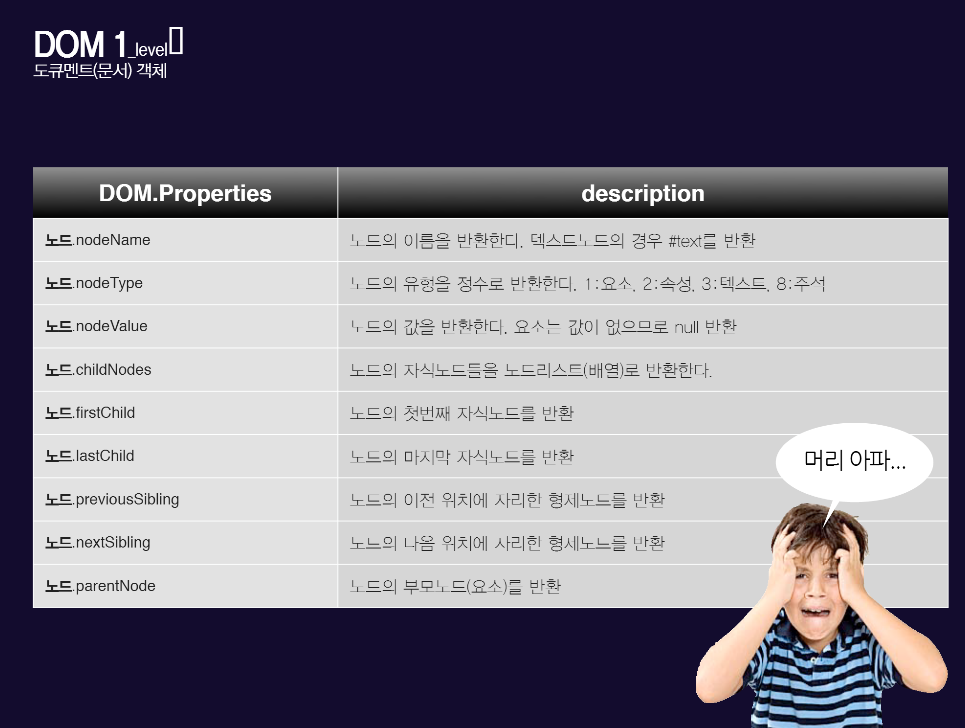 DOM 1_level
도큐멘트(문서) 객체
DOM.Properties description
노드.nodeName 노드의 이름을 반환한다. 텍스트노드의 경우 #text를 반환
노드.nodeType 노드의 유형을 정수로 반환한다. 1:요소, 2:속성, 3:텍스트, 8:주석
노드.nodeValue 노드의 값을 반환한다. 요소는 값이 없으므로 null 반환
노드.childNodes 노드의 자식노드들을 노드리스트(배열)로 반환한다.
노드.firstChild 노드의 첫번째 자식노드를 반환
노드.lastChild 노드의 마지막 자식노드를 반환
노드.previousSibling 노드의 이전 위치에 자리한 형제노드를 반환
노드.nextSibling 노드의 다음 위치에 자리한 형제노드를 반환
노드.parentNode 노드의 부모노드(요소)를 반환
머리 아파...